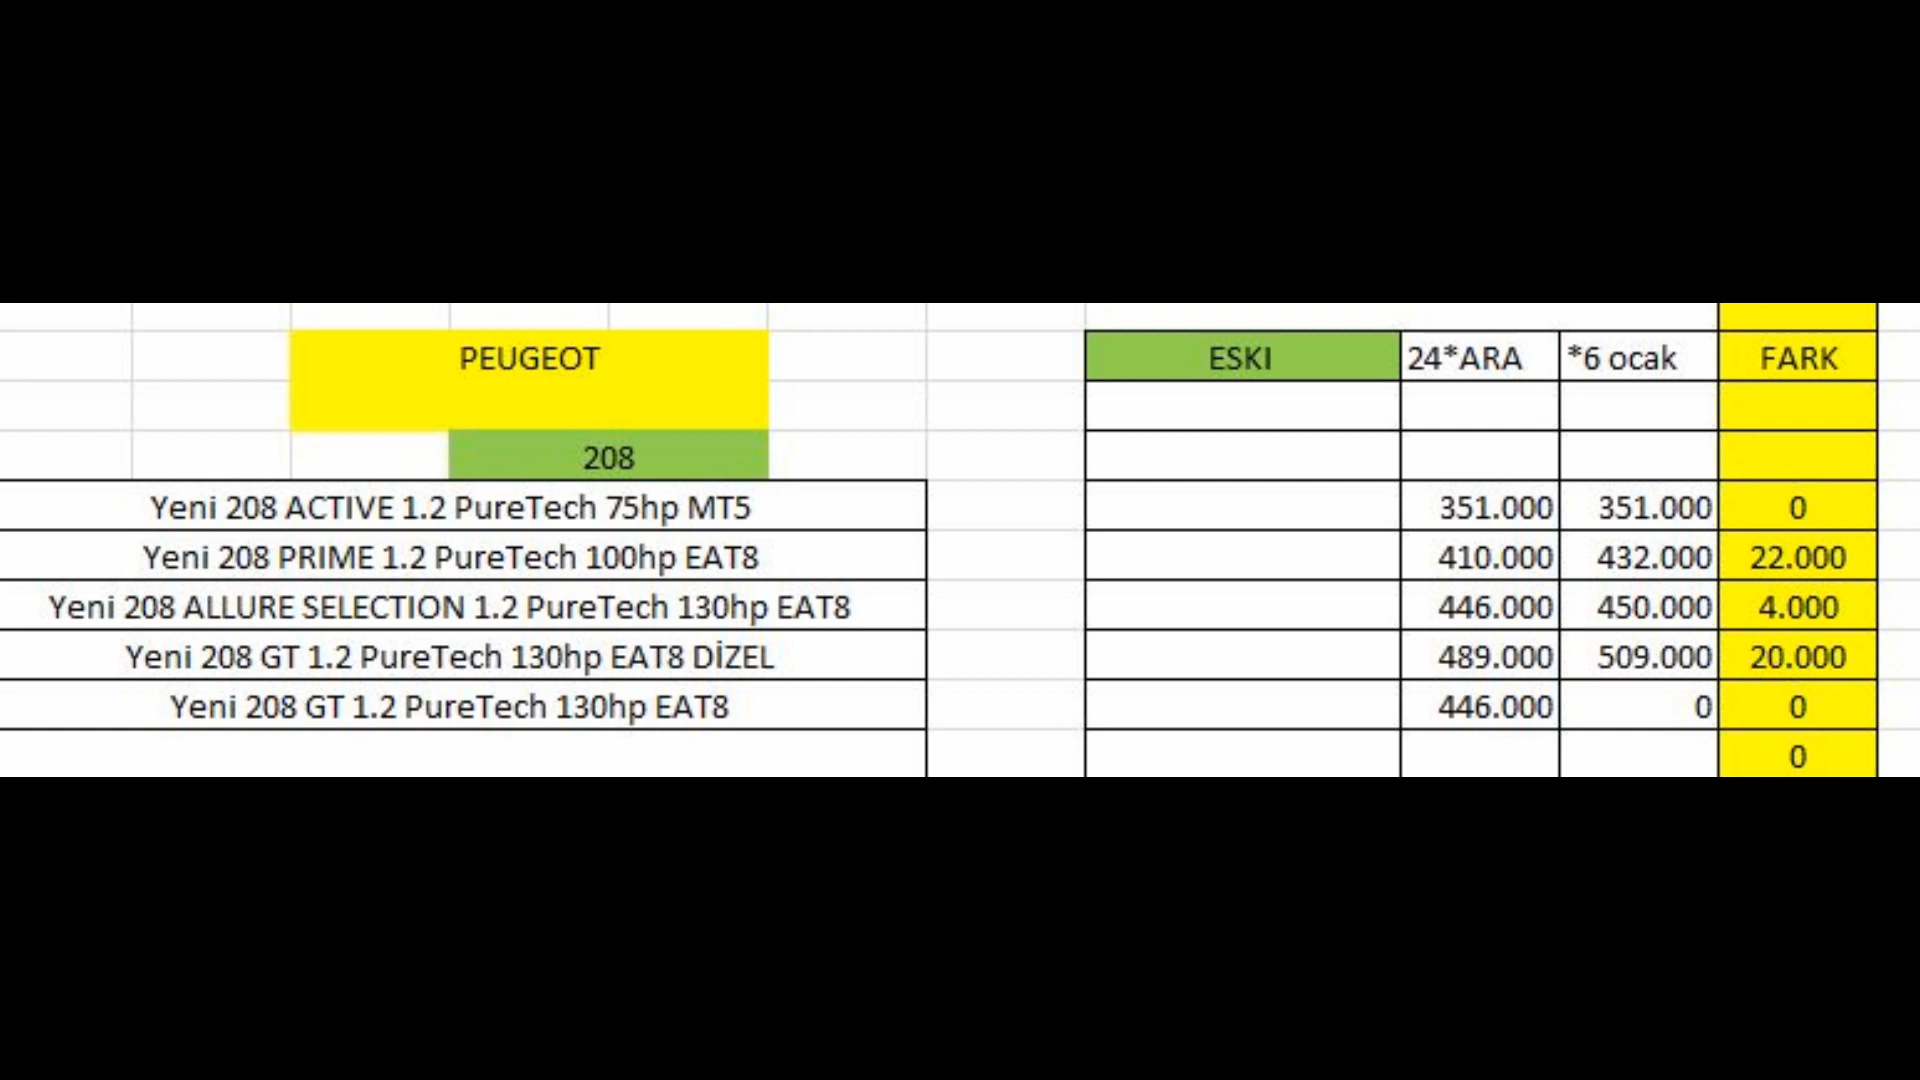 PEUGEOT ESKI 24*ARA *6 ocak FARK
208
Yeni 208 ACTIVE 1.2 PureTech 75hp MT5 351.000 351.000 0
Yeni 208 PRIME 1.2 PureTech 100hp EAT8 410.000 432.000 22.000
Yeni 208 ALLURE SELECTION 1.2 PureTech 130hp EAT8 446.000 450.000 4.000
Yeni 208 GT 1.2 PureTech 130hp EAT8 DİZEL 489.000 509.000 20.000
Yeni 208 GT 1.2 PureTech 130hp EAT8 446.000 0 0
0